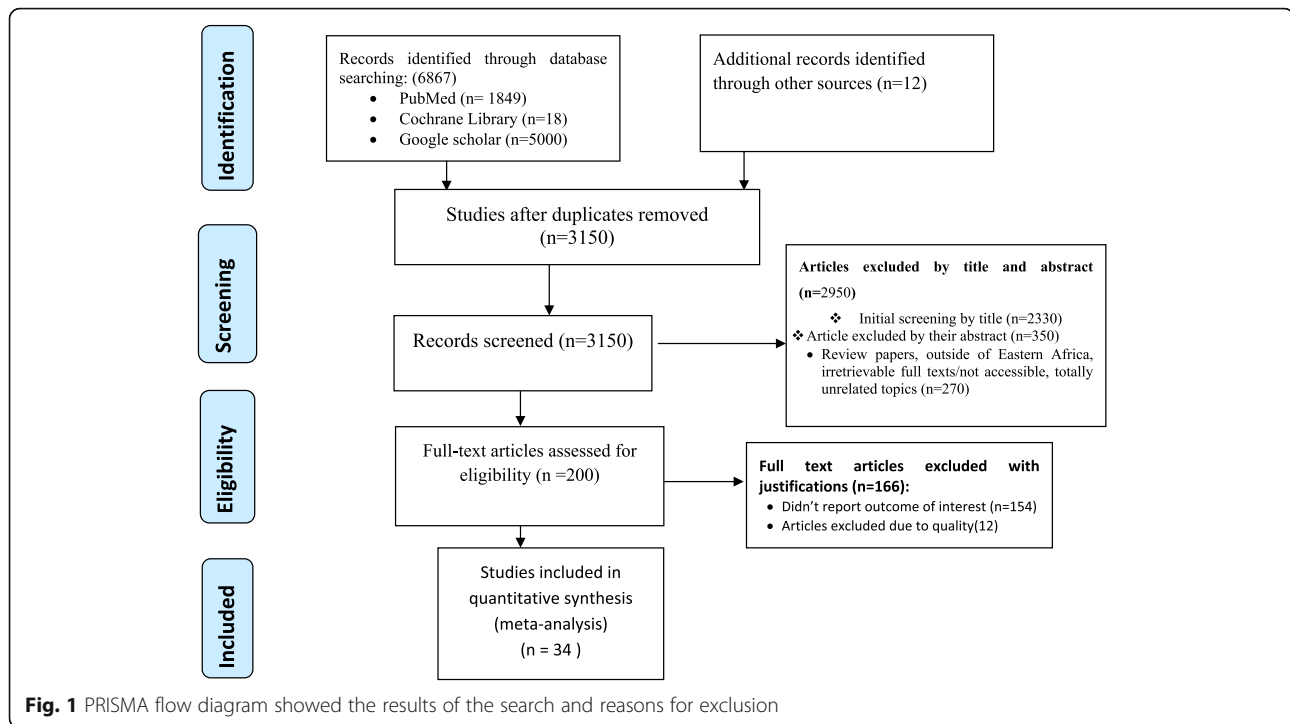 Identification
Records identified through database
searching: (6867)
• PubMed (n= 1849)
• Cochrane Library (n=18)
• Google scholar (n=5000)
Additional records identified
through other sources (n=12)
Studies after duplicates removed
(n=3150)
Screening
Records screened (n=3150)
Articles excluded by title and abstract
(n=2950)
❖ Initial screening by title (n=2330)
❖ Article excluded by their abstract (n=350)
• Review papers, outside of Eastern Africa,
irretrievable full texts/not accessible, totally
unrelated topics (n=270)
Eligibility
Full-text articles assessed for
eligibility (n =200)
Full text articles excluded with
justifications (n=166):
• Didn’t report outcome of interest (n=154)
• Articles excluded due to quality(12)
Included
Studies included in
quantitative synthesis
(meta-analysis)
(n = 34 )
Fig. 1 PRISMA flow diagram showed the results of the search and reasons for exclusion